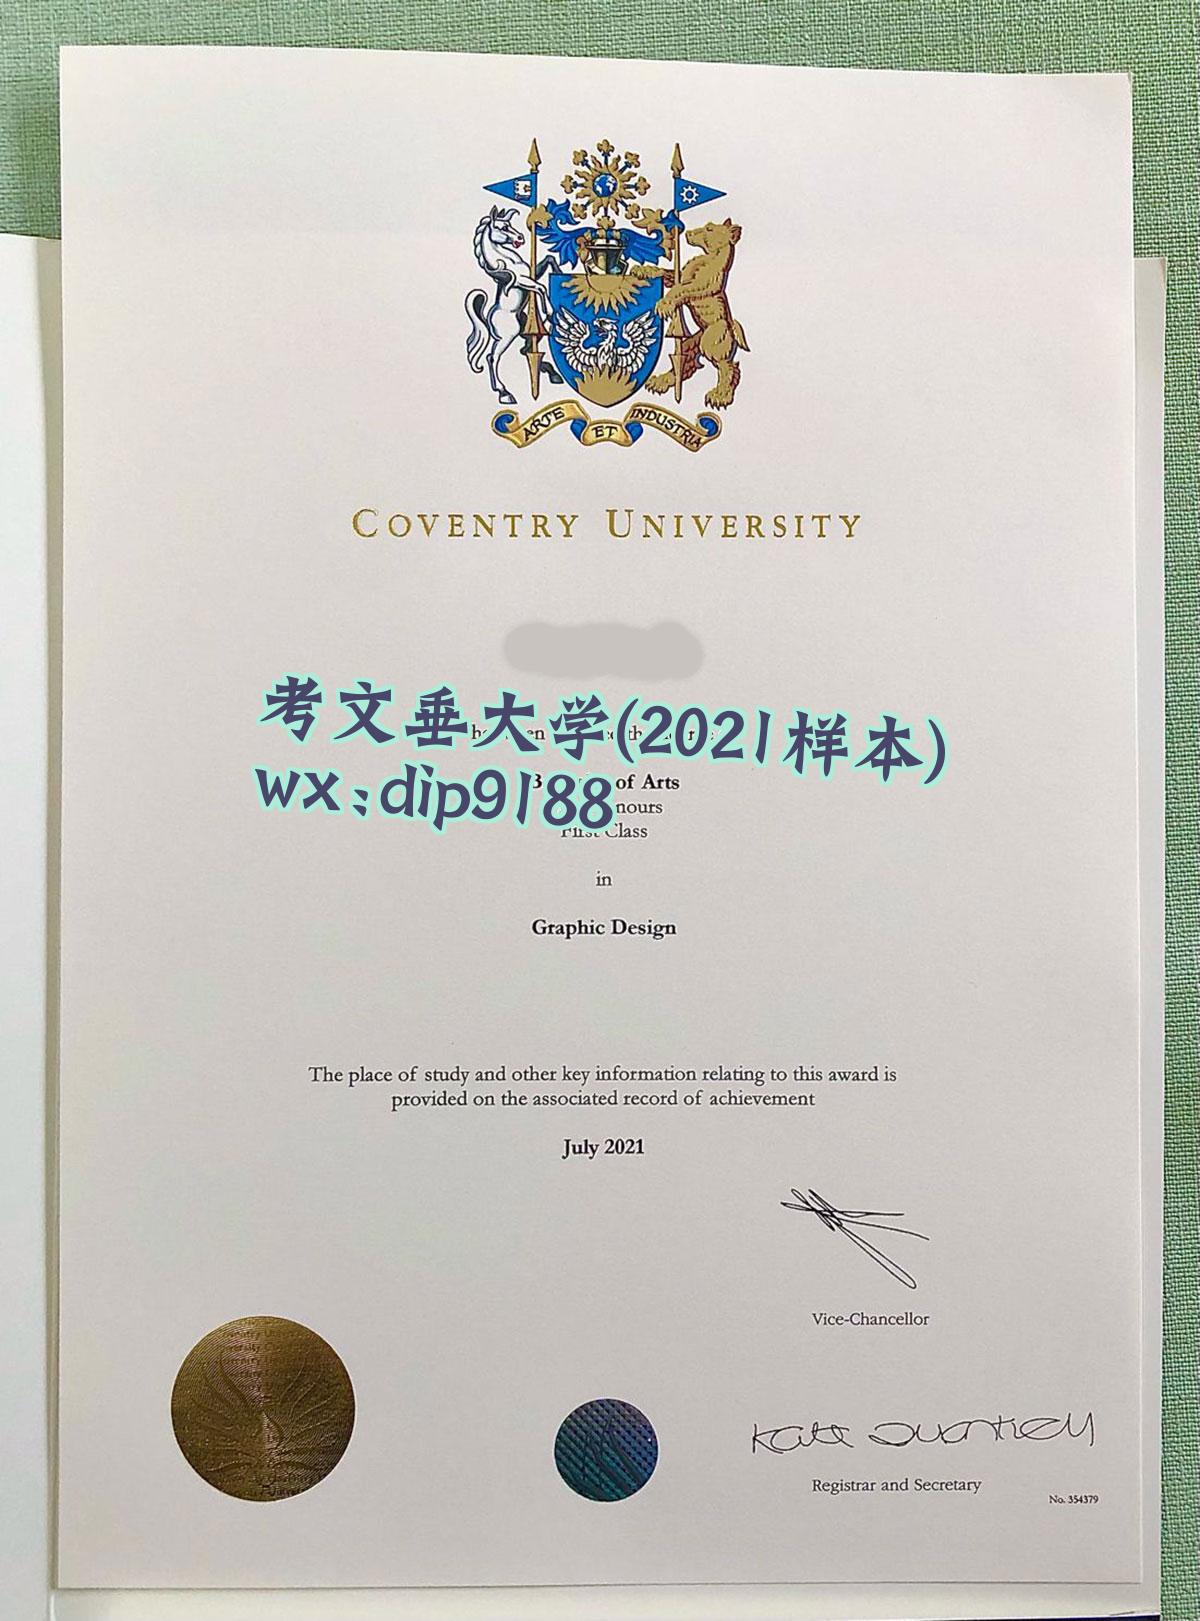 ARTE ET INDUSTRIA
COVENTRY UNIVERSITY
考文垂大学(2021样本)
wx:dip9188
of Arts
First Class
in
Graphic Design
The place of study and other key information relating to this award is
provided on the associated record of achievement
July 2021
Vice-Chancellor
Kate Quantrell
Registrar and Secretary
No. 354379